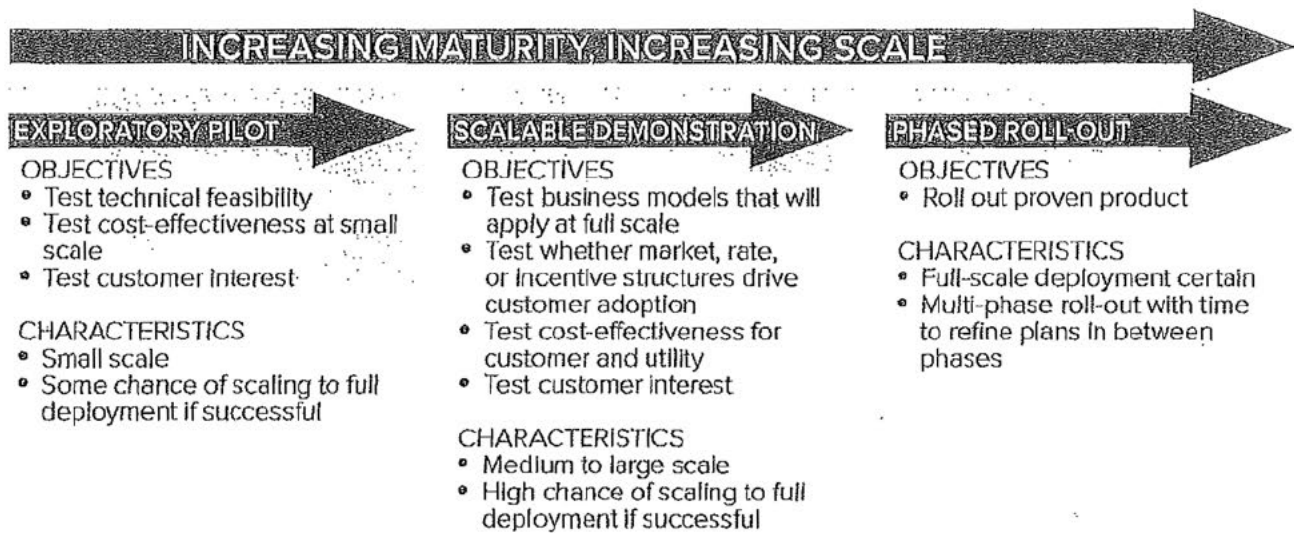 INCREASING MATURITY, INCREASING SCALE
EXPLORATORY PILOT
OBJECTIVES
• Test technical feasibility
• Test cost-effectiveness at small
scale
• Test customer interest
CHARACTERISTICS
• Small scale
• Some chance of scaling to full
deployment if successful
SCALABLE DEMONSTRATION
OBJECTIVES
• Test business models that will
apply at full scale
• Test whether market, rate,
or incentive structures drive
customer adoption
• Test cost-effectiveness for
customer and utility
• Test customer interest
CHARACTERISTICS
• Medium to large scale
• High chance of scaling to full
deployment if successful
PHASED ROLL-OUT
OBJECTIVES
• Roll out proven product
CHARACTERISTICS
• Full-scale deployment certain
• Multi-phase roll-out with time
to refine plans in between
phases